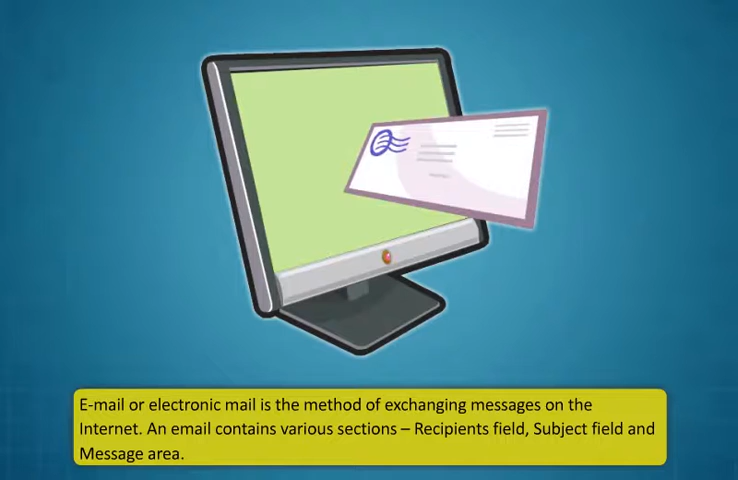 E-mail or electronic mail is the method of exchanging messages on the
Internet. An email contains various sections – Recipients field, Subject field and
Message area.